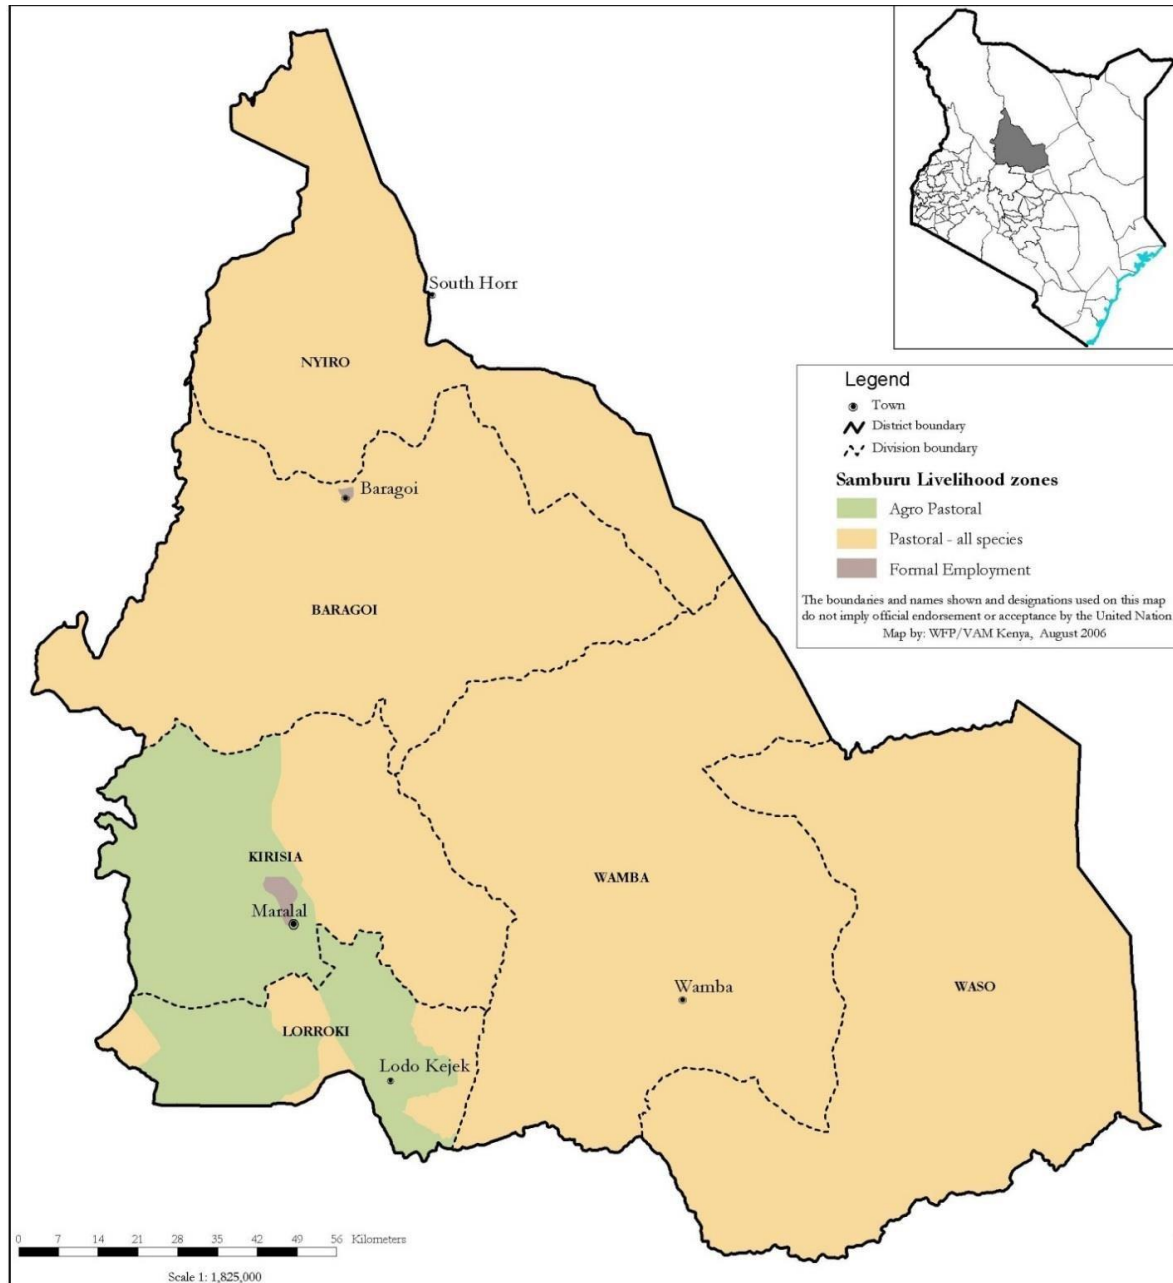 South Horr
NYIRO
Legend
Town
District boundary
Division boundary
Samburu Livelihood zones
Agro Pastoral
Pastoral - all species
Formal Employment
The boundaries and names shown and designations used on this map
do not imply official endorsement or acceptance by the United Nation
Map by: WFP/VAM Kenya, August 2006
Baragoi
BARAGOI
KIRISIA
WAMBA
Maralal
Wamba
WASO
LORROKI
Lodo Kejek
0 7 14 21 28 35 42 49 56 Kilometers
Scale 1: 1,825,000